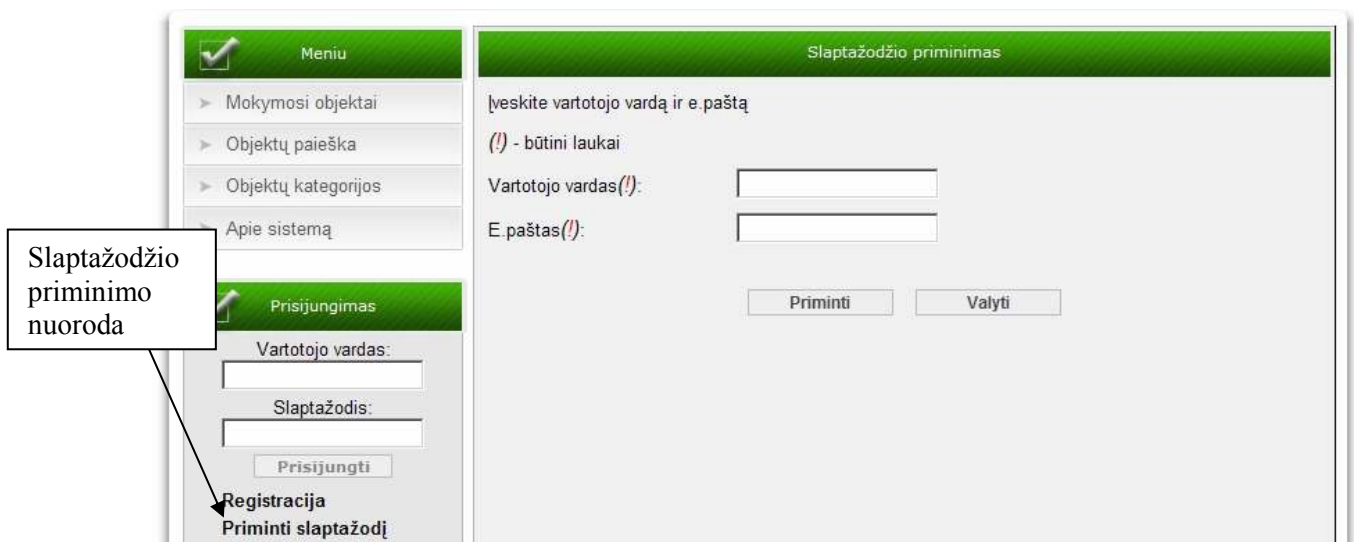 Meniu
Mokymosi objektai
Objektų paieška
Objektų kategorijos
Apie sistemą
Slaptažodžio
priminimo
nuoroda
Prisijungimas
Vartotojo vardas:
Slaptažodis:
Prisijungti
Registracija
Priminti slaptažodį
Slaptažodžio priminimas
Įveskite vartotojo vardą ir e.paštą
(!) - būtini laukai
Vartotojo vardas(!):
E.paštas(!):
Priminti Valyti